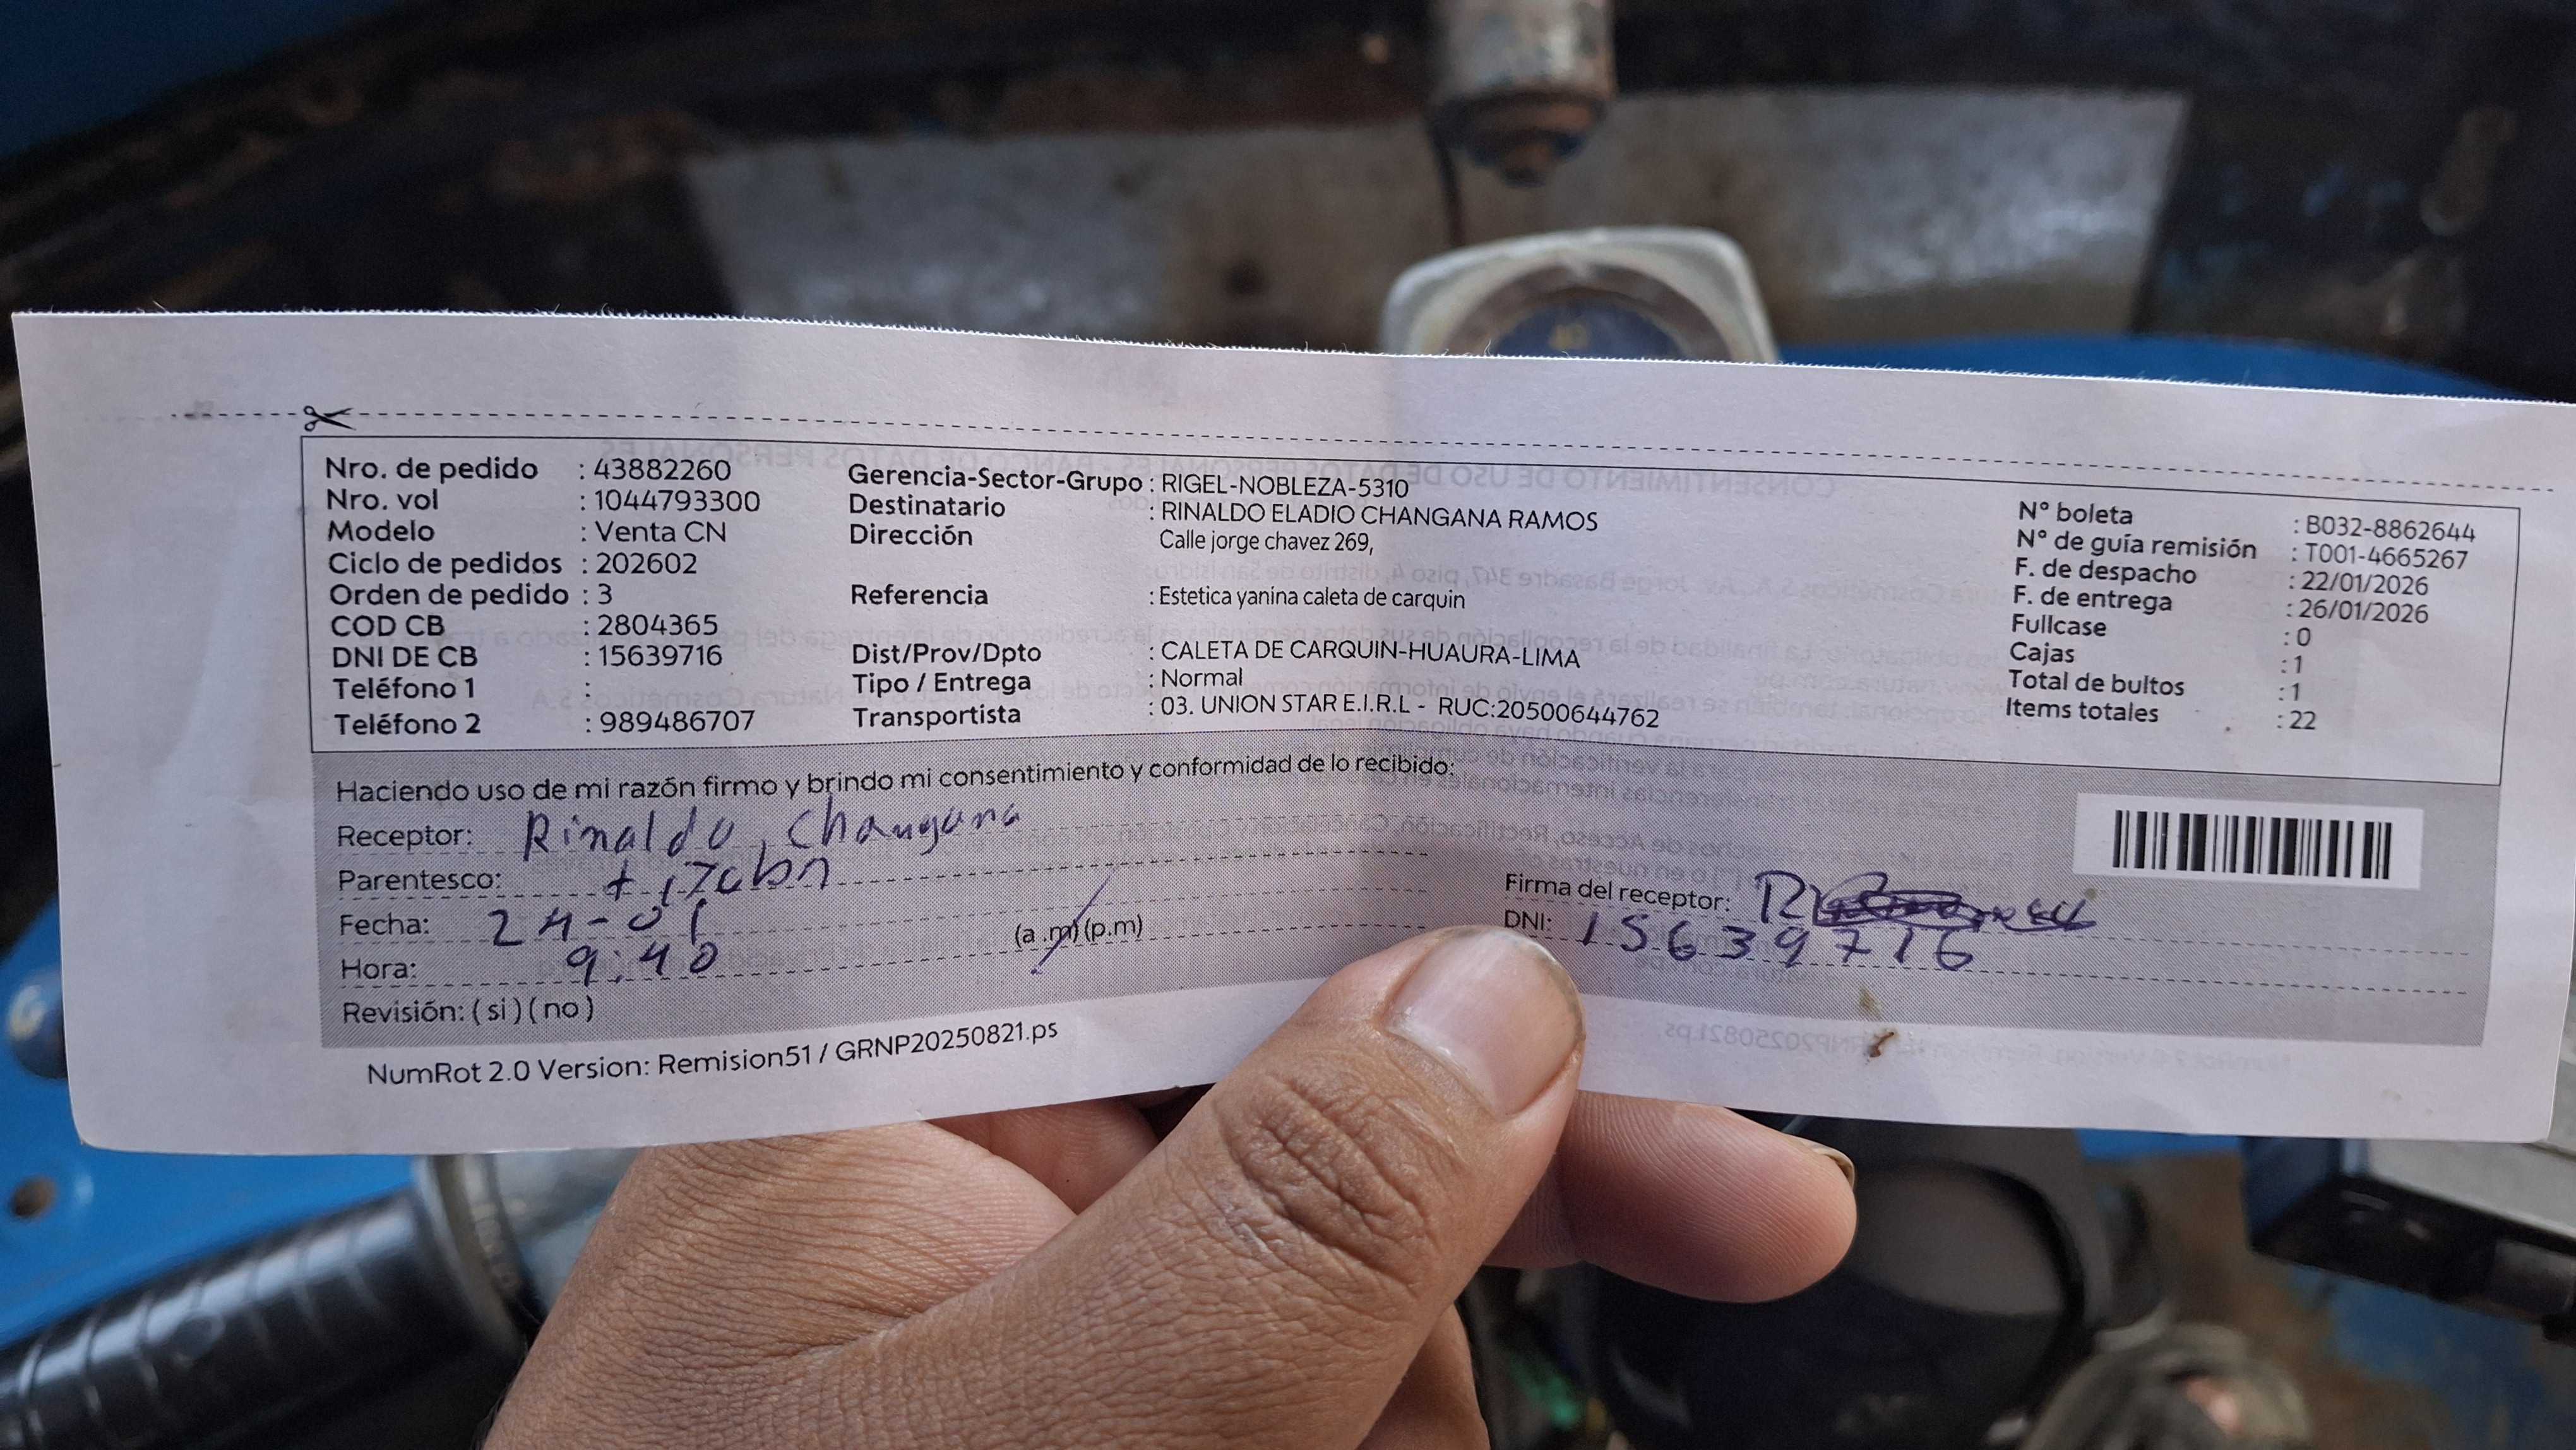 Nro. de pedido : 43882260
Nro. vol : 1044793300
Modelo : Venta CN
Ciclo de pedidos : 202602
Orden de pedido : 3
COD CB : 2804365
DNI DE CB : 15639716
Teléfono 1 :
Teléfono 2 : 989486707
Gerencia-Sector-Grupo : RIGEL-NOBLEZA-5310
Destinatario : RINALDO ELADIO CHANGANA RAMOS
Dirección Calle jorge chavez 269,
Referencia : Estetica yanina caleta de carquin
Dist/Prov/Dpto : CALETA DE CARQUIN-HUAURA-LIMA
Tipo / Entrega : Normal
Transportista : 03. UNION STAR E.I.R.L - RUC:20500644762
N° boleta : B032-8862644
N° de guía remisión : T001-4665267
F. de despacho : 22/01/2026
F. de entrega : 26/01/2026
Fullcase : 0
Cajas : 1
Total de bultos : 1
Items totales : 22
Haciendo uso de mi razón firmo y brindo mi consentimiento y conformidad de lo recibido:
Receptor: Rinaldo Changana
Parentesco:
Fecha: 24-01
Hora: 9:40 (a .m) (p.m)
Revisión: ( si ) ( no )
Firma del receptor:
DNI: 15639716
NumRot 2.0 Version: Remision51 / GRNP20250821.ps